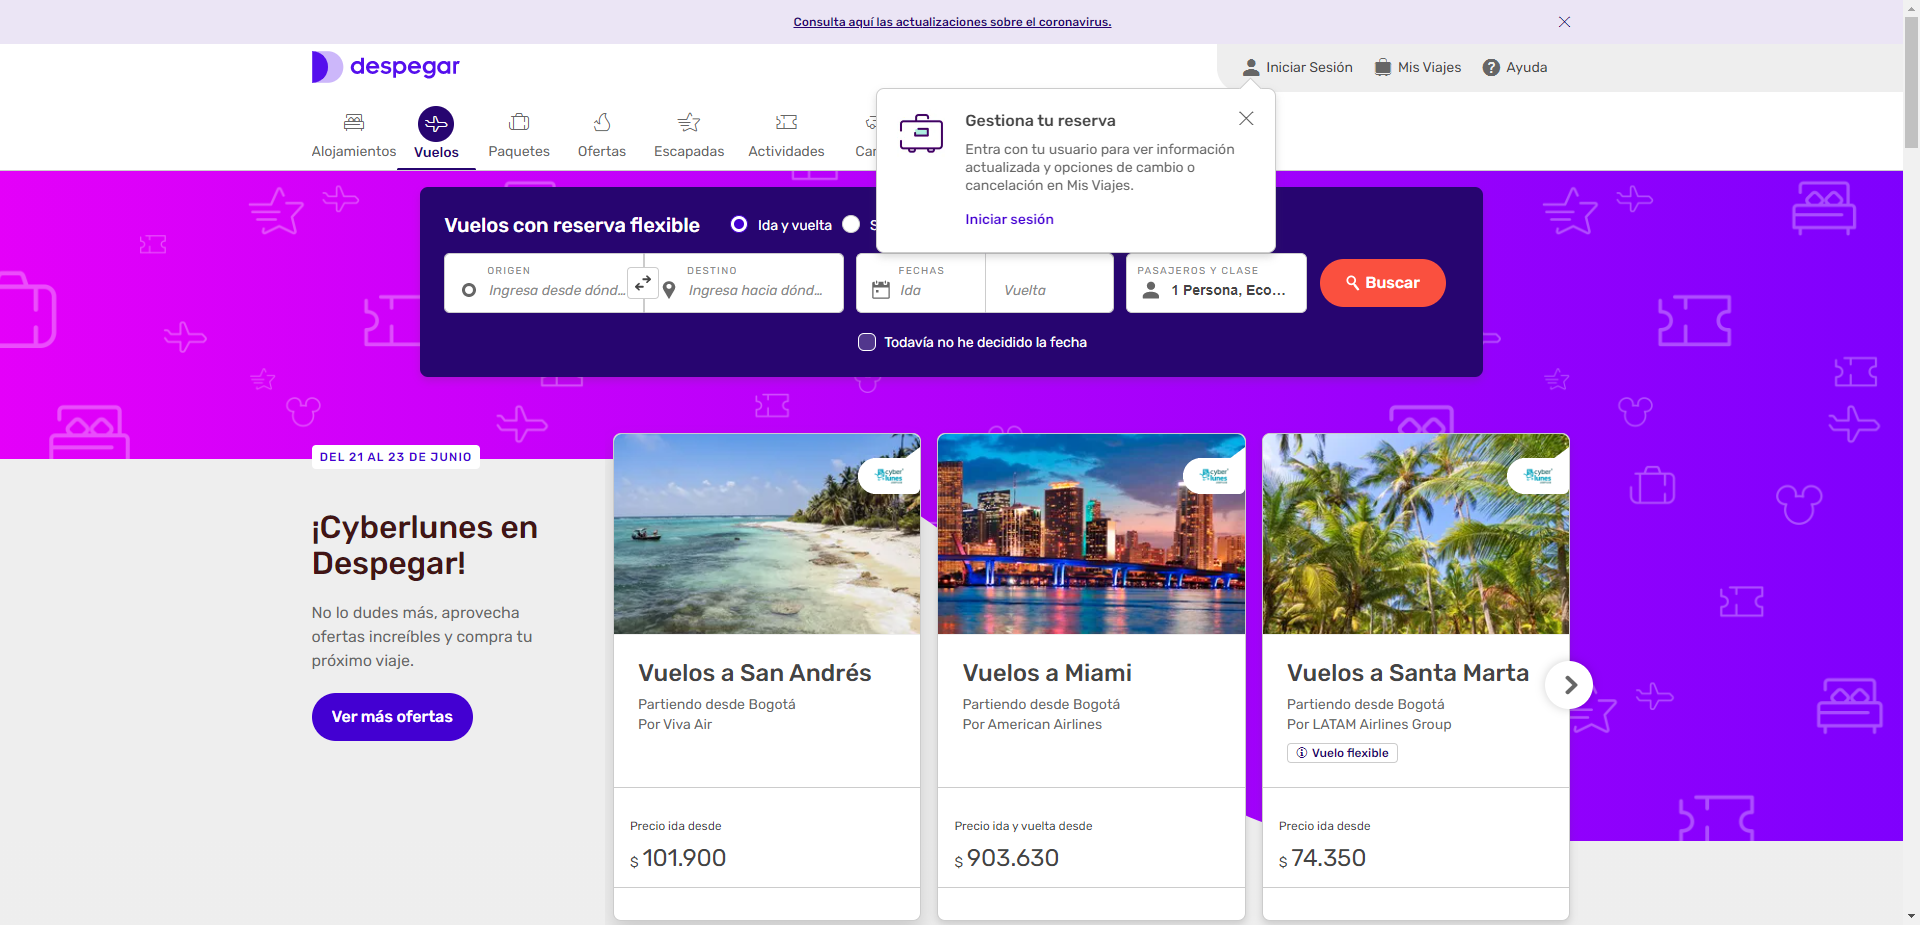 Consulta aquí las actualizaciones sobre el coronavirus.
despegar
Iniciar Sesión
Mis Viajes
Ayuda
Alojamientos
Vuelos
Paquetes
Ofertas
Escapadas
Actividades
Gestiona tu reserva
Entra con tu usuario para ver información
actualizada y opciones de cambio o
cancelación en Mis Viajes.
Iniciar sesión
Vuelos con reserva flexible
Ida y vuelta
ORIGEN
Ingresa desde dónd...
DESTINO
Ingresa hacia dónd...
FECHAS
Ida
Vuelta
PASAJEROS Y CLASE
1 Persona, Eco...
Buscar
Todavía no he decidido la fecha
DEL 21 AL 23 DE JUNIO
¡Cyberlunes en
Despegar!
No lo dudes más, aprovecha
ofertas increíbles y compra tu
próximo viaje.
Ver más ofertas
cyber
lunes
Vuelos a San Andrés
Partiendo desde Bogotá
Por Viva Air
Precio ida desde
$ 101.900
cyber
lunes
Vuelos a Miami
Partiendo desde Bogotá
Por American Airlines
Precio ida y vuelta desde
$ 903.630
cyber
lunes
Vuelos a Santa Marta
Partiendo desde Bogotá
Por LATAM Airlines Group
Vuelo flexible
Precio ida desde
$ 74.350